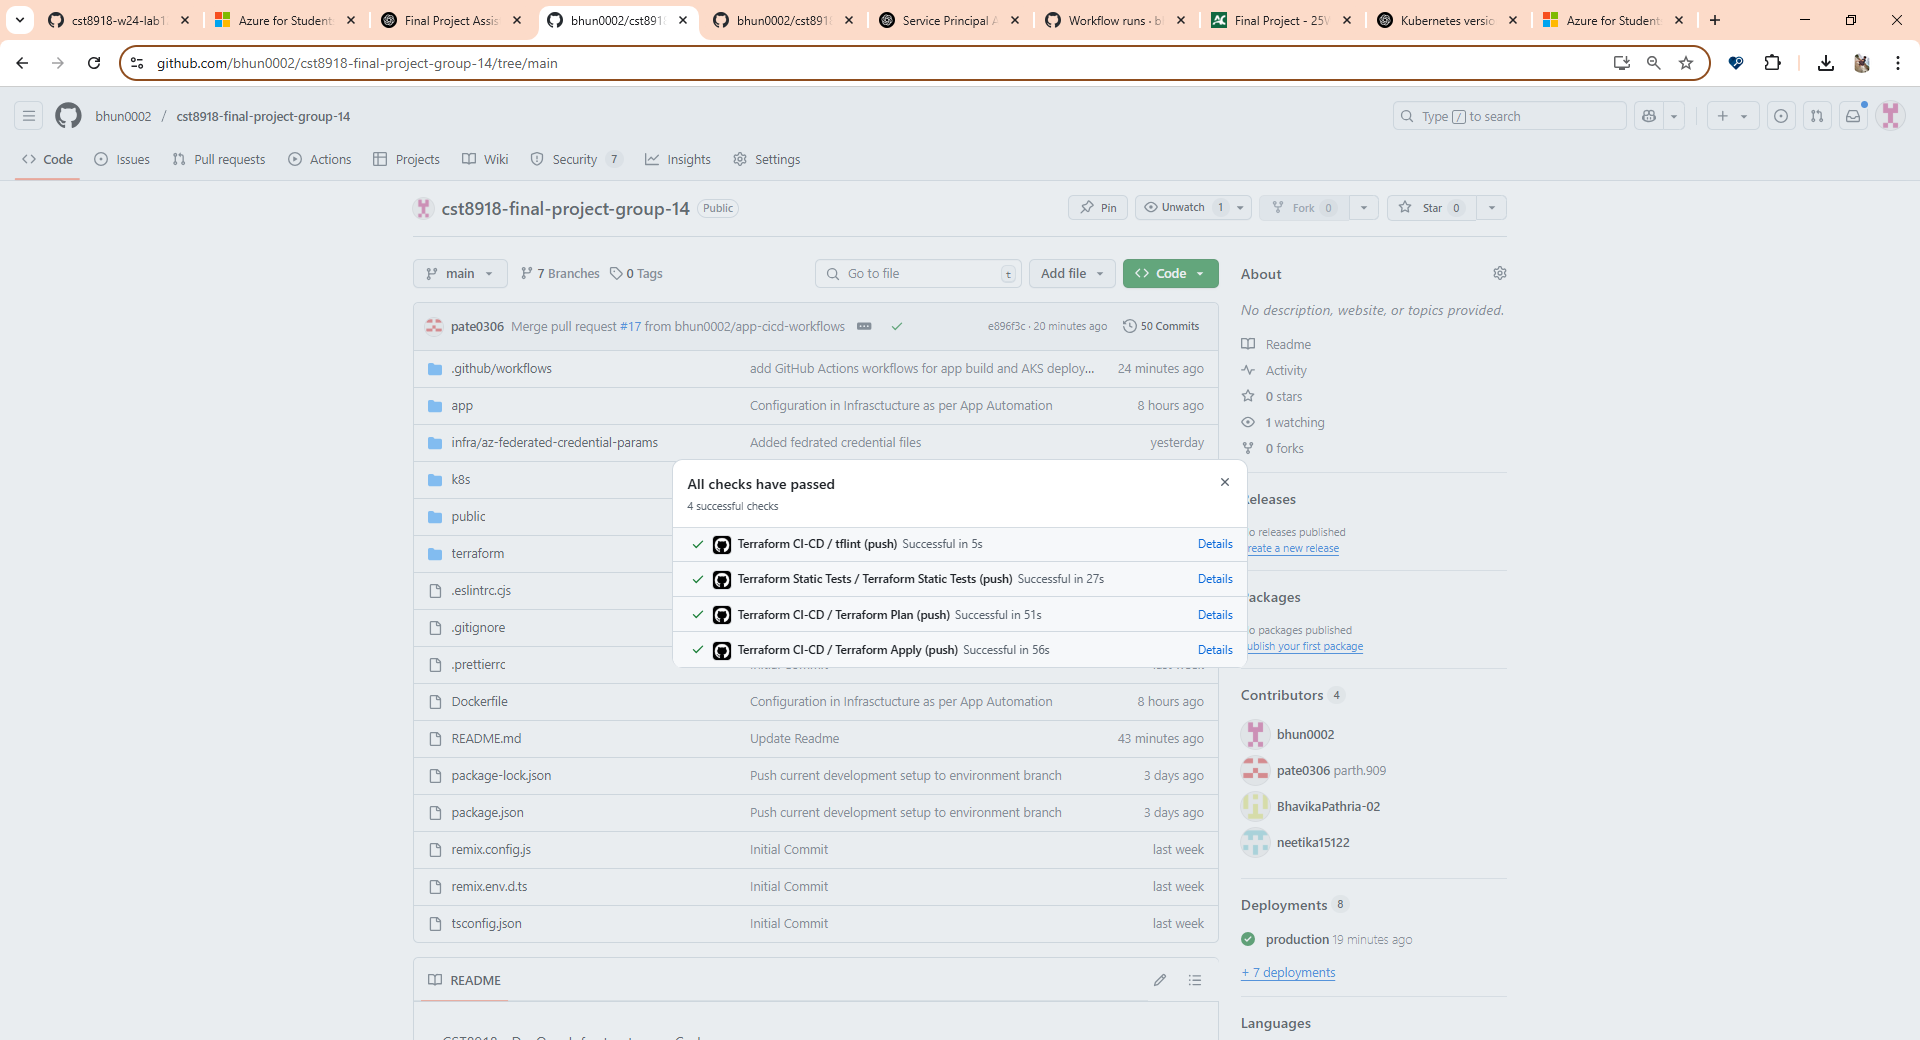 cst8918-w24-lab1
Azure for Student
Final Project Assis
bhun0002/cst8918
bhun0002/cst8918
Service Principal A
Workflow runs · b
Final Project - 25W
Kubernetes versio
Azure for Student
github.com/bhun0002/cst8918-final-project-group-14/tree/main
bhun0002 / cst8918-final-project-group-14
Type / to search
Code
Issues
Pull requests
Actions
Projects
Wiki
Security 7
Insights
Settings
cst8918-final-project-group-14 Public
Pin
Unwatch 1
Fork 0
Star 0
main
7 Branches
0 Tags
Go to file t
Add file
Code
pate0306 Merge pull request #17 from bhun0002/app-cicd-workflows
e896f3c · 20 minutes ago
50 Commits
.github/workflows add GitHub Actions workflows for app build and AKS deploy... 24 minutes ago
app Configuration in Infrasctucture as per App Automation 8 hours ago
infra/az-federated-credential-params Added fedrated credential files yesterday
k8s
public
terraform
.eslintrc.cjs
.gitignore
.prettierrc
Dockerfile Configuration in Infrasctucture as per App Automation 8 hours ago
README.md Update Readme 43 minutes ago
package-lock.json Push current development setup to environment branch 3 days ago
package.json Push current development setup to environment branch 3 days ago
remix.config.js Initial Commit last week
remix.env.d.ts Initial Commit last week
tsconfig.json Initial Commit last week
All checks have passed
4 successful checks
Terraform CI-CD / tflint (push) Successful in 5s Details
Terraform Static Tests / Terraform Static Tests (push) Successful in 27s Details
Terraform CI-CD / Terraform Plan (push) Successful in 51s Details
Terraform CI-CD / Terraform Apply (push) Successful in 56s Details
README
About
No description, website, or topics provided.
Readme
Activity
0 stars
1 watching
0 forks
eleases
o releases published
reate a new release
ackages
o packages published
ublish your first package
Contributors 4
bhun0002
pate0306 parth.909
BhavikaPathria-02
neetika15122
Deployments 8
production 19 minutes ago
+ 7 deployments
Languages